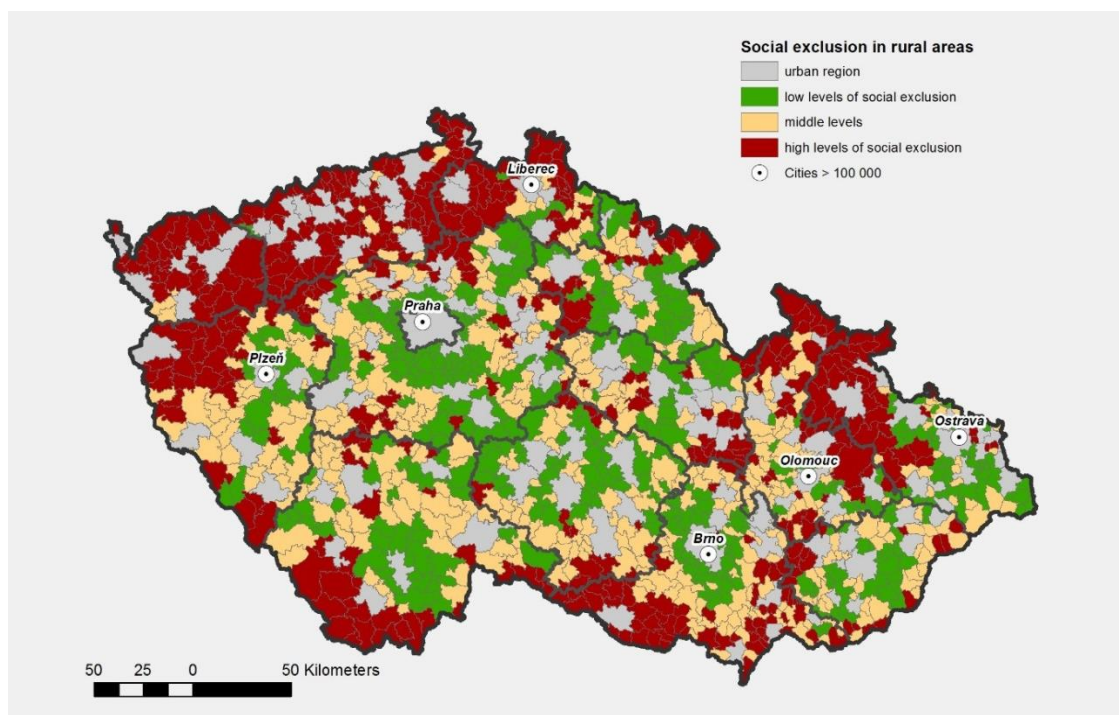 Social exclusion in rural areas
urban region
low levels of social exclusion
middle levels
high levels of social exclusion
Cities > 100 000
Liberec
Praha
Plzeň
Ostrava
Olomouc
Brno
50 25 0 50 Kilometers